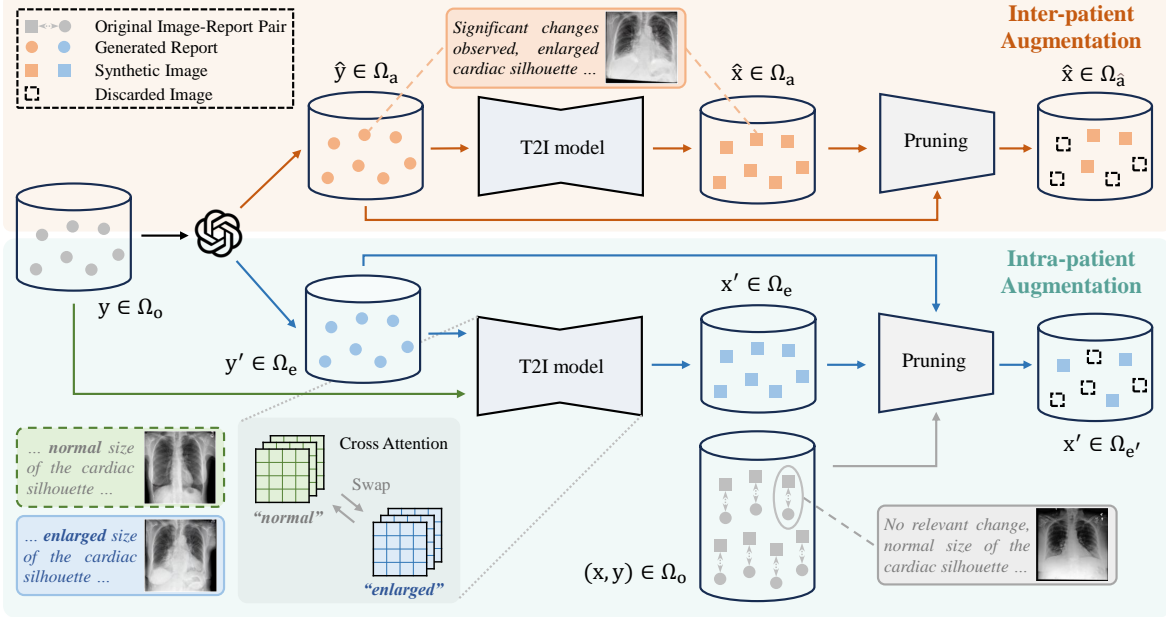 Original Image-Report Pair
Generated Report
Synthetic Image
Discarded Image
Significant changes
observed, enlarged
cardiac silhouette ...
Inter-patient
Augmentation
ŷ ∈ Ωₐ
x̂ ∈ Ωₐ
x̂ ∈ Ω_â
T2I model
Pruning
y ∈ Ωₒ
Intra-patient
Augmentation
y′ ∈ Ωₑ
x′ ∈ Ωₑ
T2I model
Pruning
x′ ∈ Ωₑ′
... normal size
of the cardiac
silhouette ...
... enlarged size
of the cardiac
silhouette ...
Cross Attention
Swap
"normal"
"enlarged"
(x, y) ∈ Ωₒ
No relevant change,
normal size of the
cardiac silhouette ...